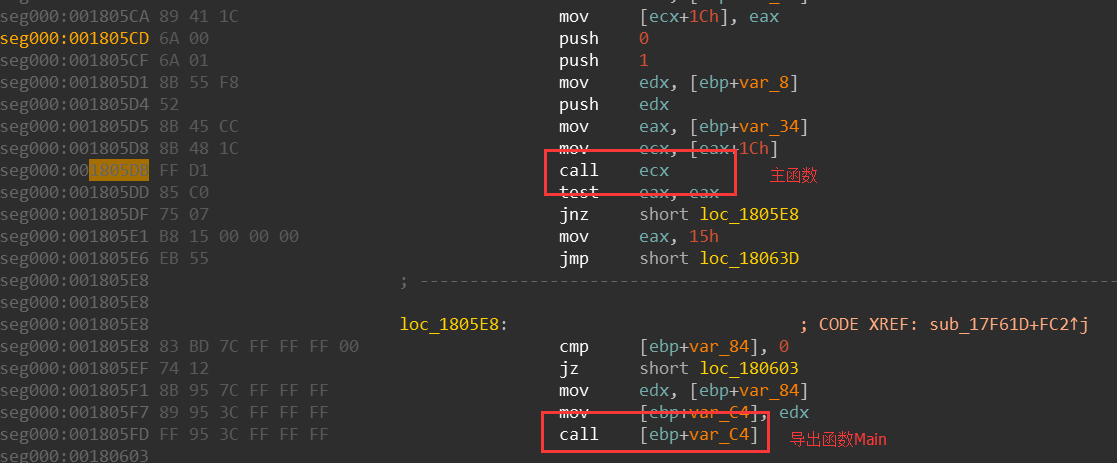 seg000:001805CA 89 41 1C mov [ecx+1Ch], eax
seg000:001805CD 6A 00 push 0
seg000:001805CF 6A 01 push 1
seg000:001805D1 8B 55 F8 mov edx, [ebp+var_8]
seg000:001805D4 52 push edx
seg000:001805D5 8B 45 CC mov eax, [ebp+var_34]
seg000:001805D8 8B 48 1C mov ecx, [eax+1Ch]
seg000:001805DB FF D1 call ecx 主函数
seg000:001805DD 85 C0 test eax, eax
seg000:001805DF 75 07 jnz short loc_1805E8
seg000:001805E1 B8 15 00 00 00 mov eax, 15h
seg000:001805E6 EB 55 jmp short loc_18063D
seg000:001805E8 ; ---------------------------------------------------------------------------
seg000:001805E8
seg000:001805E8 loc_1805E8: ; CODE XREF: sub_17F61D+FC2↑j
seg000:001805E8 83 BD 7C FF FF FF 00 cmp [ebp+var_84], 0
seg000:001805EF 74 12 jz short loc_180603
seg000:001805F1 8B 95 7C FF FF FF mov edx, [ebp+var_84]
seg000:001805F7 89 95 3C FF FF FF mov [ebp+var_C4], edx
seg000:001805FD FF 95 3C FF FF FF call [ebp+var_C4] 导出函数Main
seg000:00180603